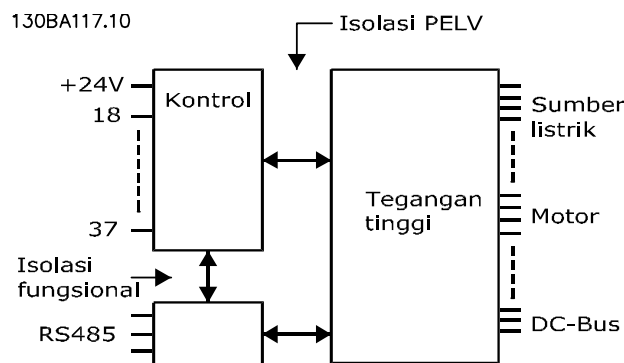 130BA117.10
Isolasi PELV
+24V
Kontrol
18
37
Tegangan
tinggi
Sumber
listrik
Motor
DC-Bus
Isolasi
fungsional
RS485